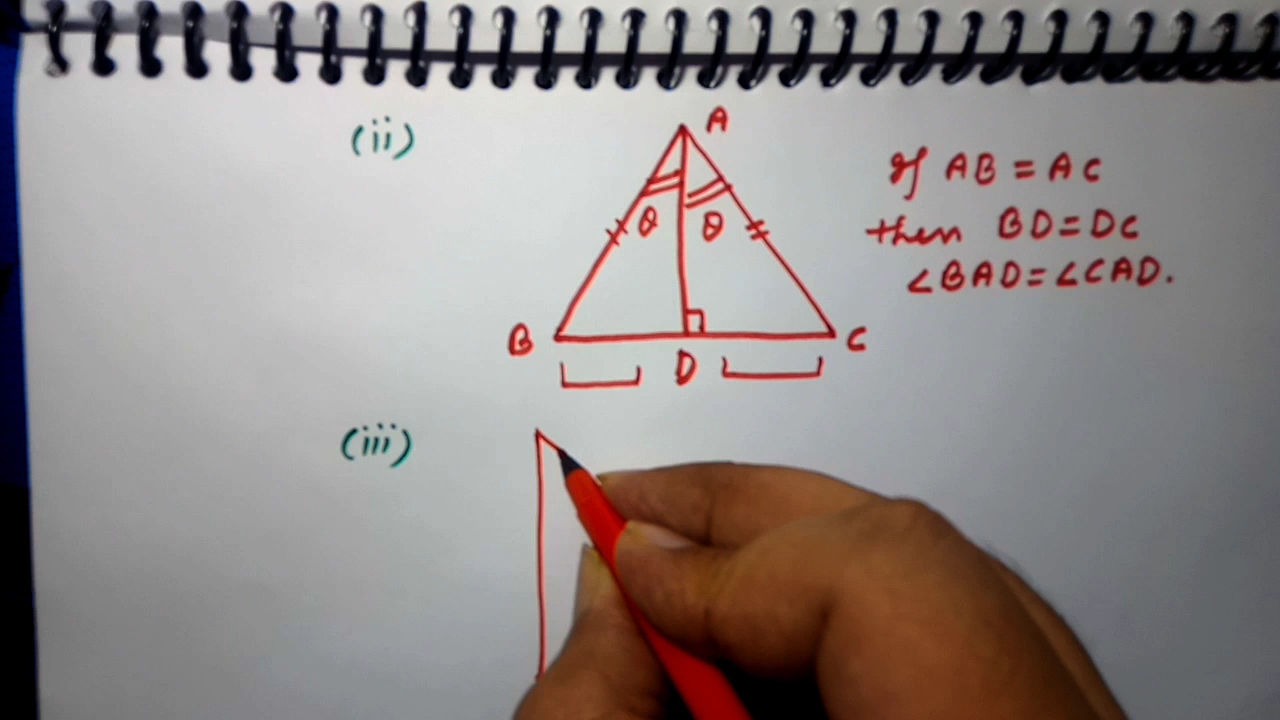 (ii)
A
If AB = AC
then BD = DC
∠BAD = ∠CAD.
θ θ
B D C
(iii)